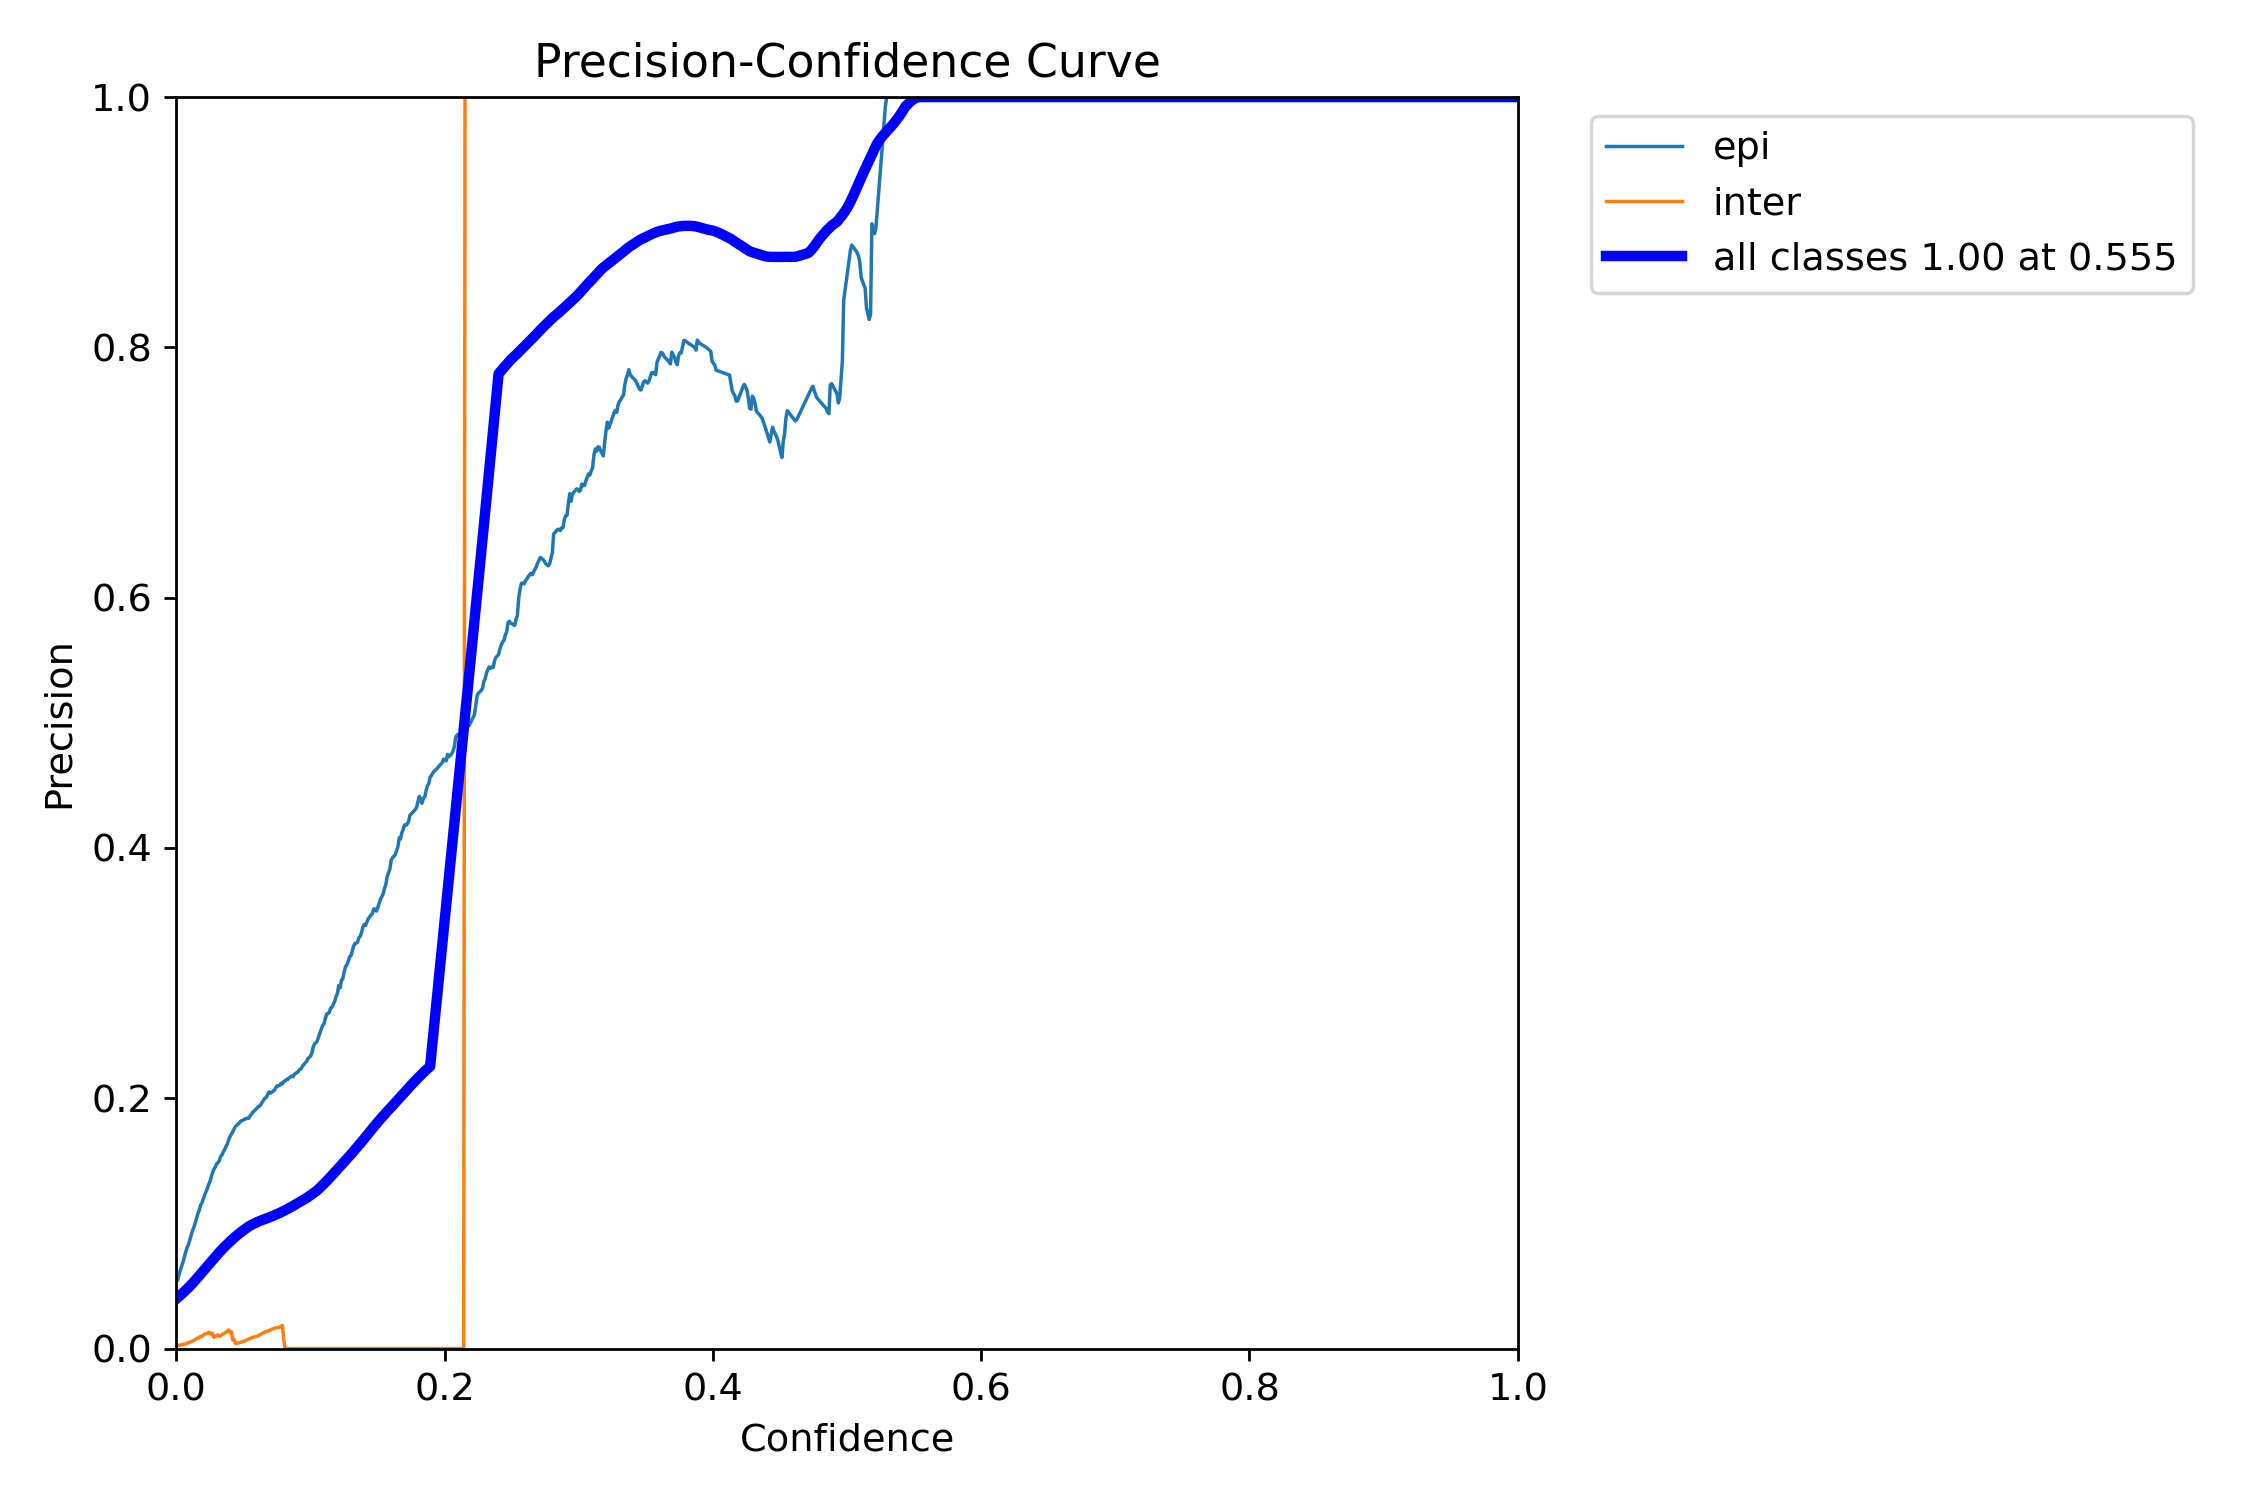 Precision-Confidence Curve
1.0
0.8
0.6
0.4
0.2
0.0
Precision
0.0 0.2 0.4 0.6 0.8 1.0
Confidence
epi
inter
all classes 1.00 at 0.555